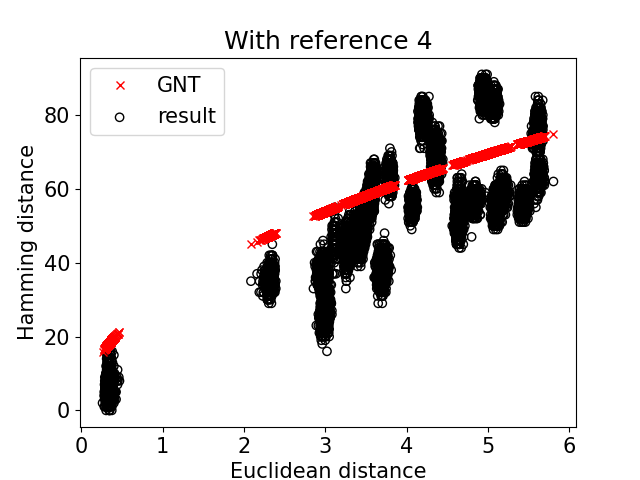 With reference 4
GNT
result
Hamming distance
80
60
40
20
0
0 1 2 3 4 5 6
Euclidean distance